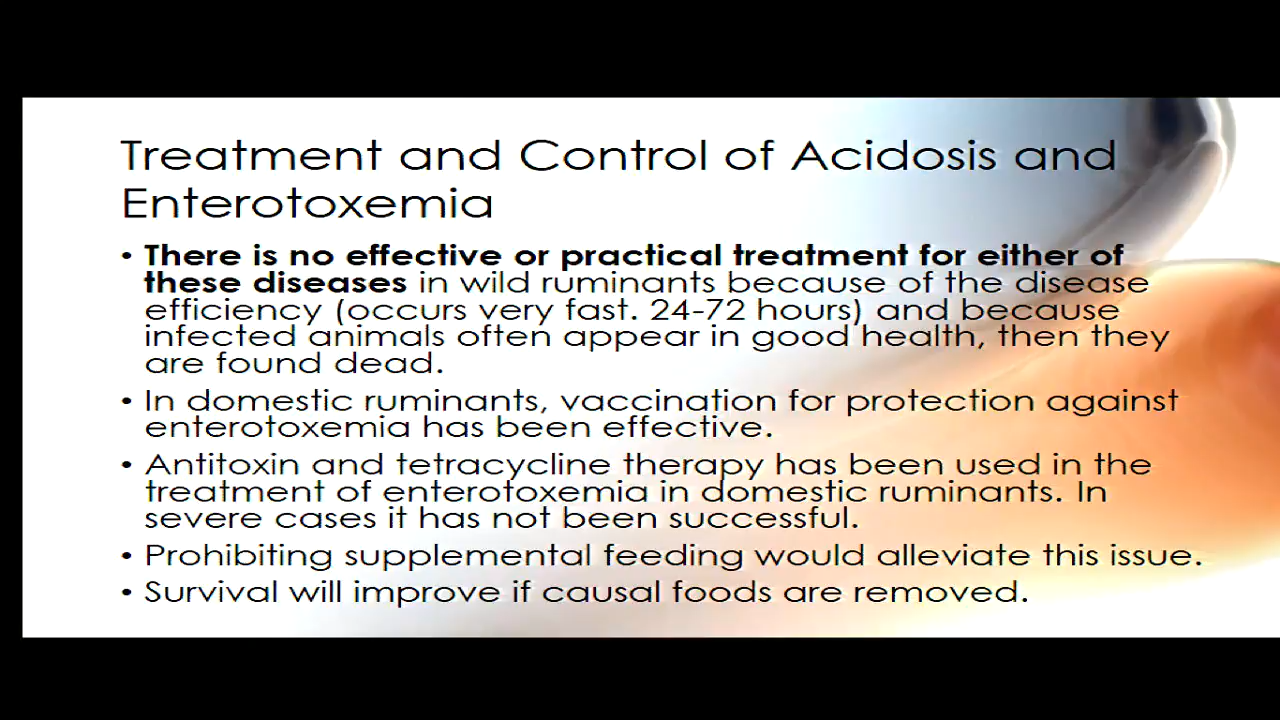 Treatment and Control of Acidosis and
Enterotoxemia
• There is no effective or practical treatment for either of
these diseases in wild ruminants because of the disease
efficiency (occurs very fast. 24-72 hours) and because
infected animals often appear in good health, then they
are found dead.
• In domestic ruminants, vaccination for protection against
enterotoxemia has been effective.
• Antitoxin and tetracycline therapy has been used in the
treatment of enterotoxemia in domestic ruminants. In
severe cases it has not been successful.
• Prohibiting supplemental feeding would alleviate this issue.
• Survival will improve if causal foods are removed.